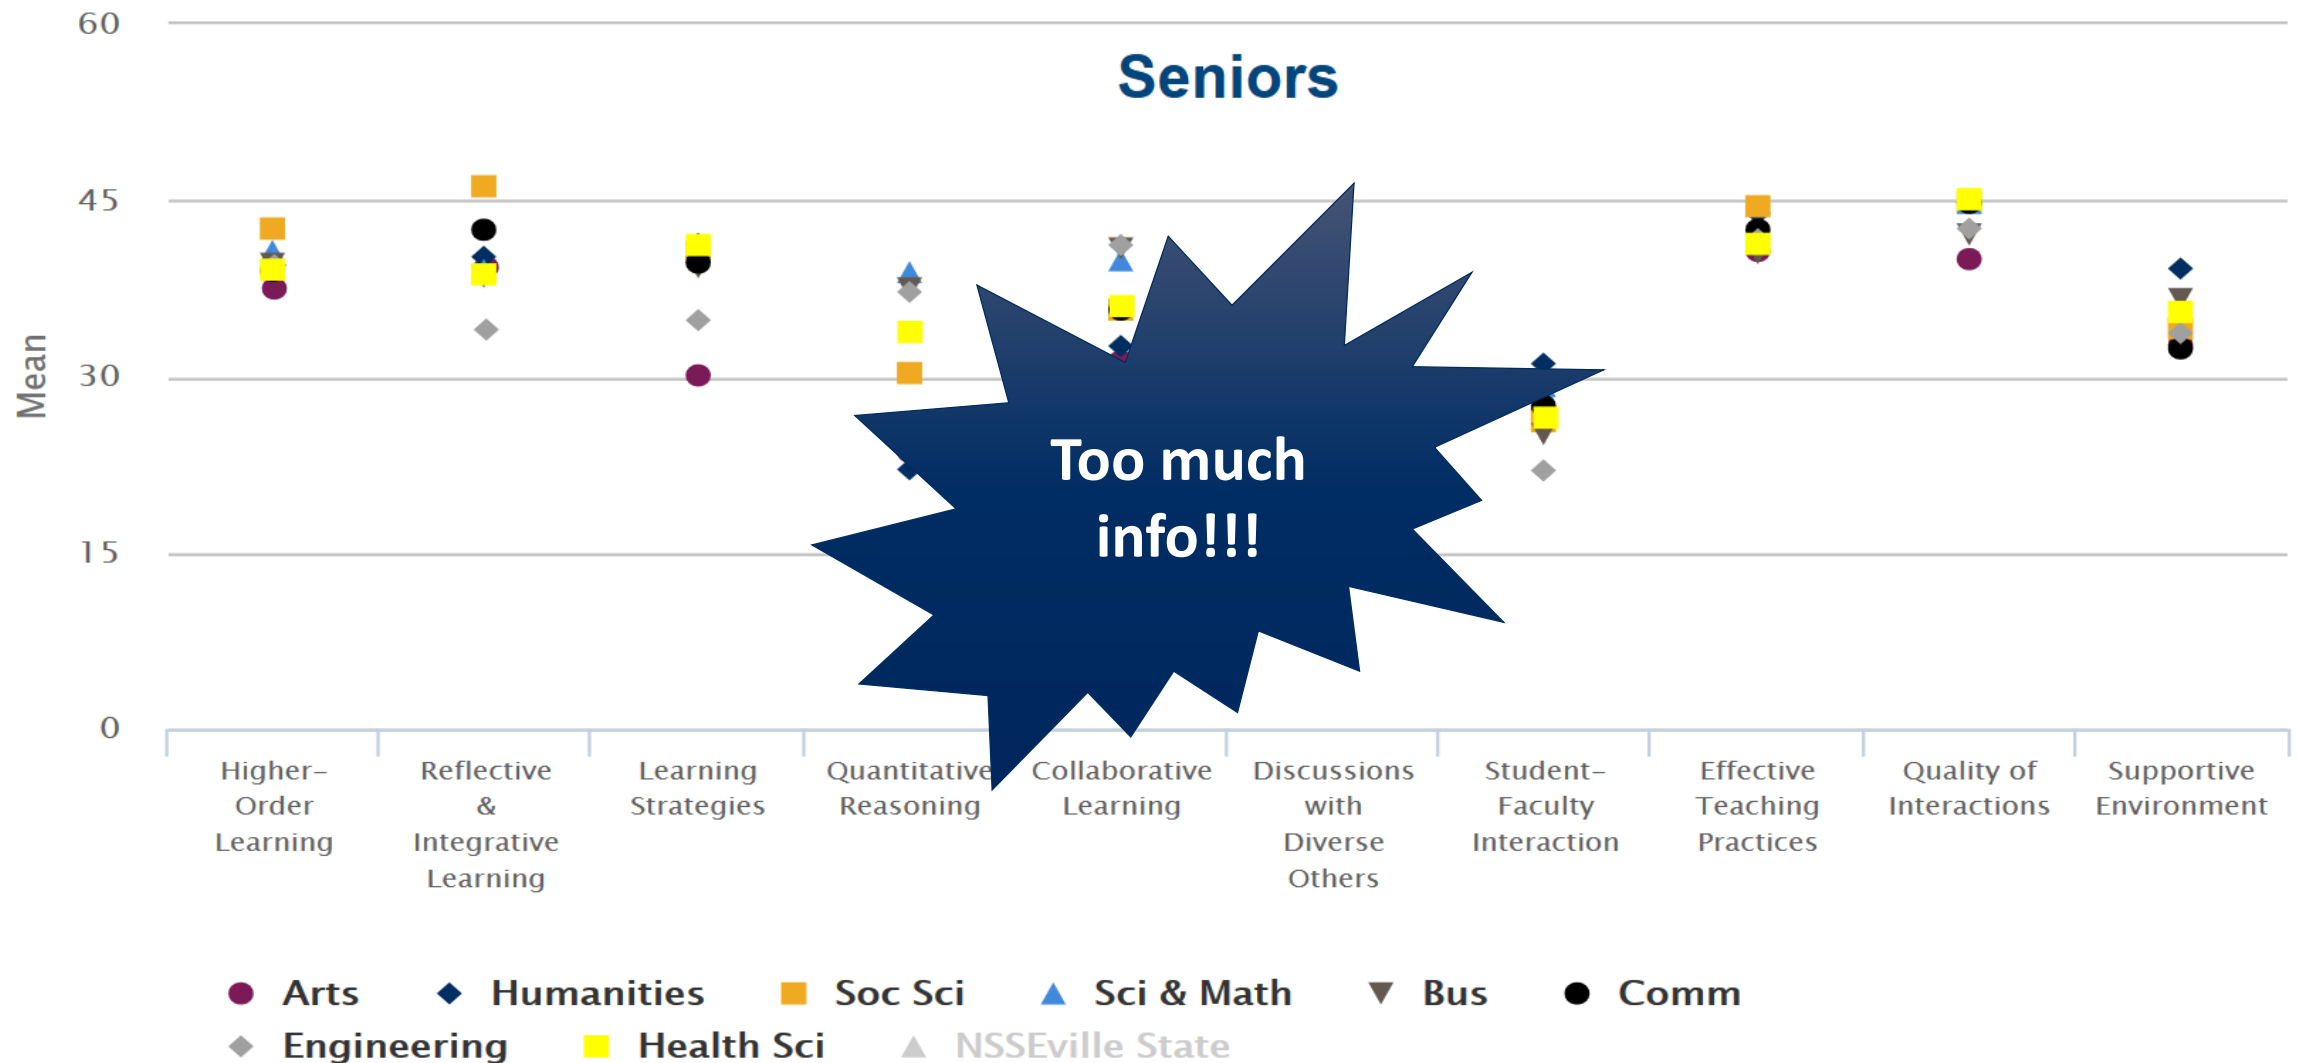 60
Seniors
45
30
15
0
Mean
Too much
info!!!
Higher–
Order
Learning
Reflective
&
Integrative
Learning
Learning
Strategies
Quantitative
Reasoning
Collaborative
Learning
Discussions
with
Diverse
Others
Student–
Faculty
Interaction
Effective
Teaching
Practices
Quality of
Interactions
Supportive
Environment
Arts Humanities Soc Sci Sci & Math Bus Comm
Engineering Health Sci NSSEville State